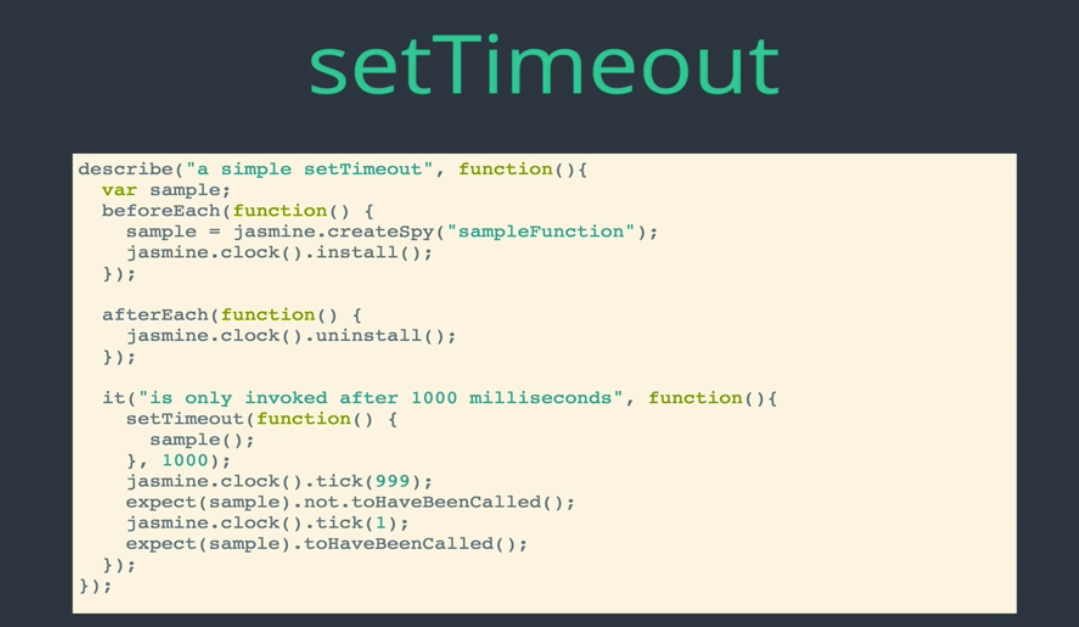 setTimeout
describe("a simple setTimeout", function(){
  var sample;
  beforeEach(function() {
    sample = jasmine.createSpy("sampleFunction");
    jasmine.clock().install();
  });

  afterEach(function() {
    jasmine.clock().uninstall();
  });

  it("is only invoked after 1000 milliseconds", function(){
    setTimeout(function() {
      sample();
    }, 1000);
    jasmine.clock().tick(999);
    expect(sample).not.toHaveBeenCalled();
    jasmine.clock().tick(1);
    expect(sample).toHaveBeenCalled();
  });
});